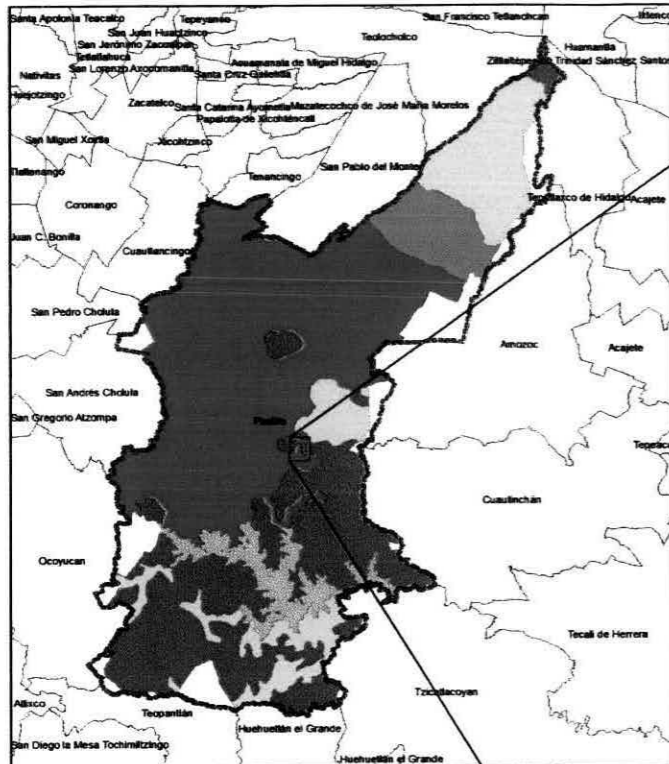 Santa Apolonia Teacalco
Tepeyanco
San Francisco Tetlanohcan
Ixtenco
San Juan Huactzinco
Teolocholco
Huamantla
San Jerónimo Zacualpan
Tetlatlahuca
Acuamanala de Miguel Hidalgo
Ziltlaltépec de Trinidad Sánchez Santos
San Lorenzo Axocomanitla
Nativitas
Santa Cruz Quilehtla
Huejotzingo
Zacatelco
Santa Catarina Ayometla
Mazatecochco de José María Morelos
Papalotla de Xicohténcatl
San Miguel Xoxtla
Xicohtzinco
San Pablo del Monte
Tlaltenango
Tenancingo
Tepatlaxco de Hidalgo
Acajete
Coronango
Juan C. Bonilla
Cuautlancingo
San Pedro Cholula
Amozoc
Acajete
San Andrés Cholula
San Gregorio Atzompa
Puebla
Cuautinchán
Ocoyucan
Tecali de Herrera
Tzicatlacoyan
Atlixco
Teopantlán
Huehuetlán el Grande
San Diego la Mesa Tochimiltzingo
Huehuetlán el Grande